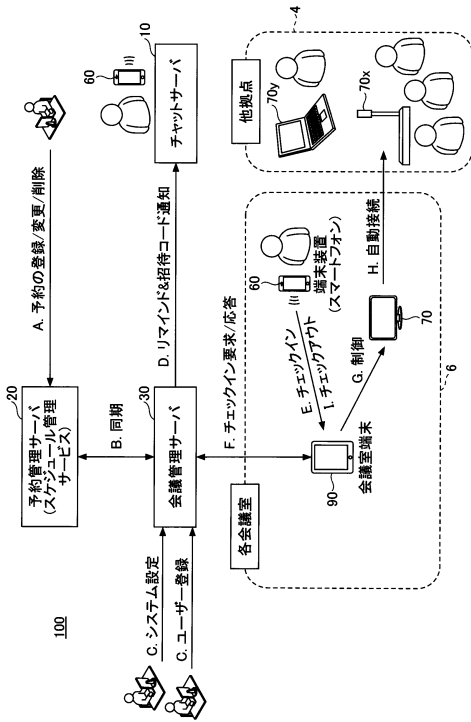 100
A. 予約の登録/変更/削除
20
予約管理サーバ
(スケジュール管理
サービス)
B. 同期
C. システム設定
C. ユーザー登録
30
会議管理サーバ
D. リマインド&招待コード通知
10
チャットサーバ
60
F. チェックイン要求/応答
各会議室
60
端末装置
(スマートフォン)
E. チェックイン
I. チェックアウト
90
会議室端末
G. 制御
70
6
H. 自動接続
4
他拠点
70y
70x